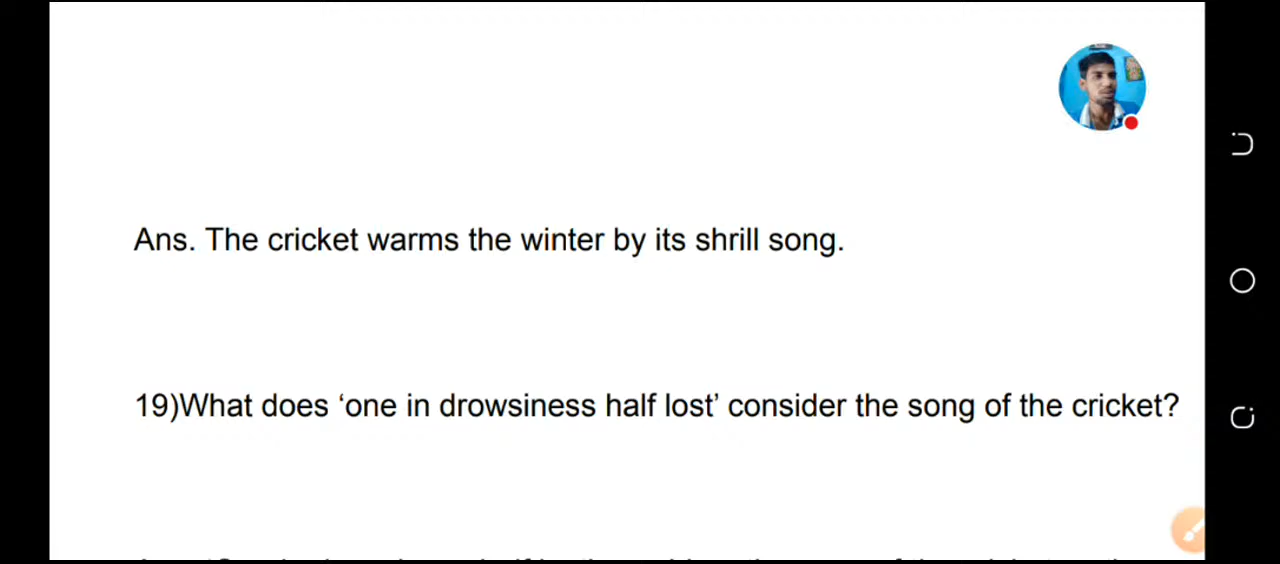 Ans. The cricket warms the winter by its shrill song.
19)What does ‘one in drowsiness half lost’ consider the song of the cricket?